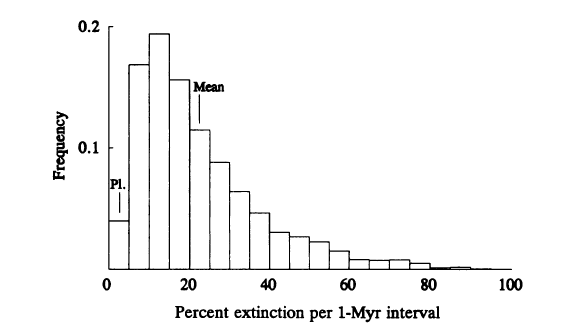 0.2
Mean
Frequency
0.1
Pl.
0 20 40 60 80 100
Percent extinction per 1-Myr interval